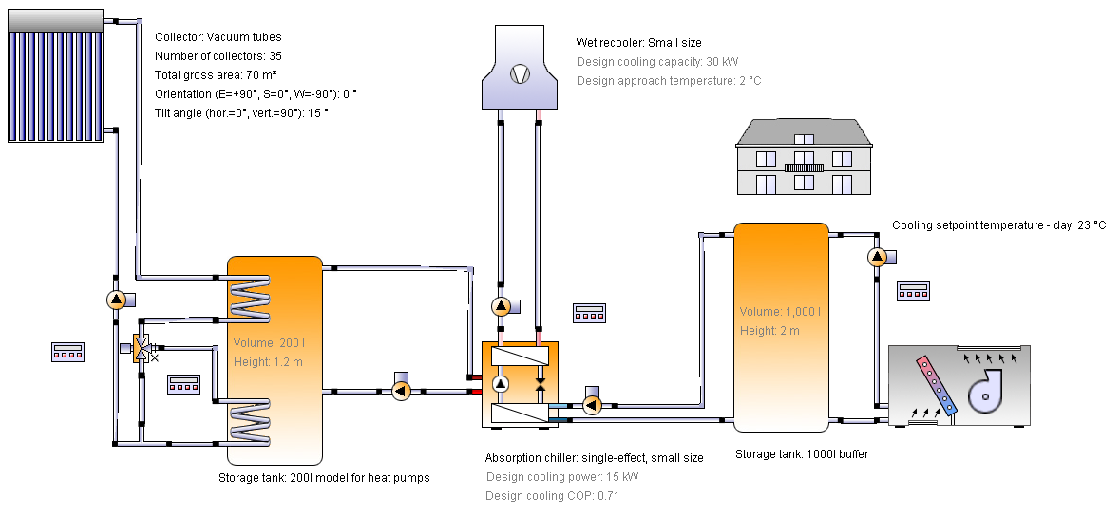 Collector: Vacuum tubes
Number of collectors: 35
Total gross area: 70 m²
Orientation (E=+90°, S=0°, W=-90°): 0 °
Tilt angle (hor.=0°, vert.=90°): 15 °
Wet recooler: Small size
Design cooling capacity: 30 kW
Design approach temperature: 2 °C
Cooling setpoint temperature - day: 23 °C
Volume: 200 l
Height: 1.2 m
Volume: 1,000 l
Height: 2 m
Storage tank: 200l model for heat pumps
Absorption chiller: single-effect, small size
Design cooling power: 15 kW
Design cooling COP: 0.71
Storage tank: 1000l buffer